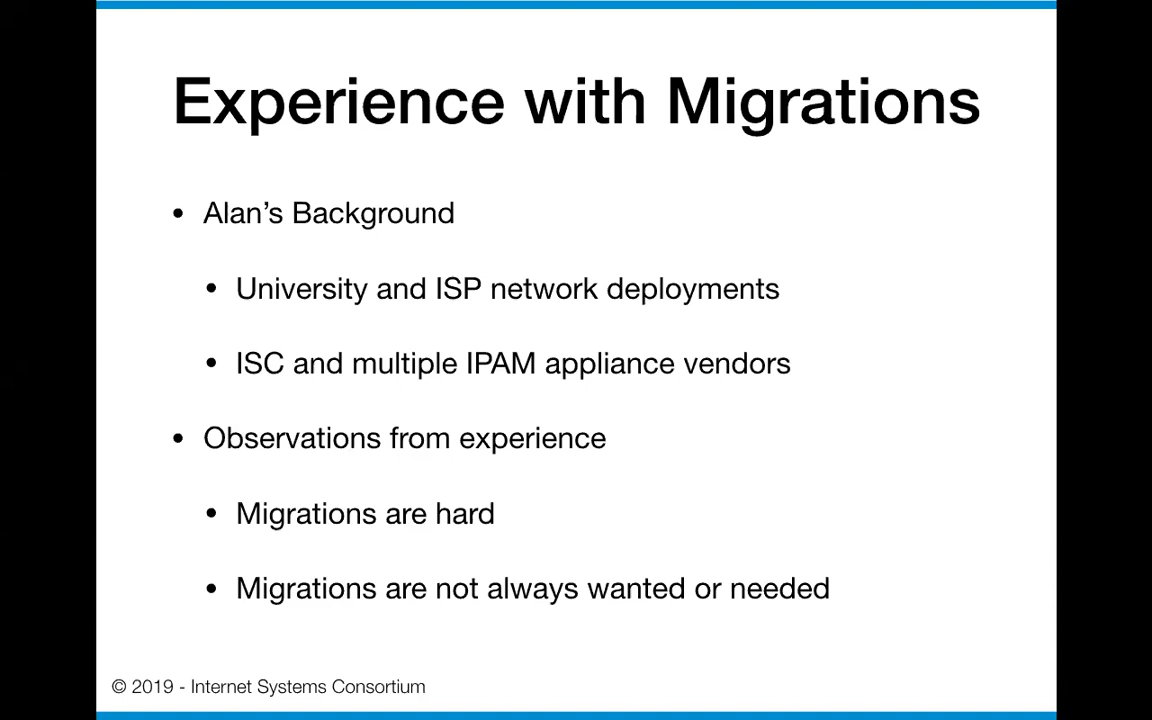 Experience with Migrations
• Alan’s Background
• University and ISP network deployments
• ISC and multiple IPAM appliance vendors
• Observations from experience
• Migrations are hard
• Migrations are not always wanted or needed
© 2019 - Internet Systems Consortium